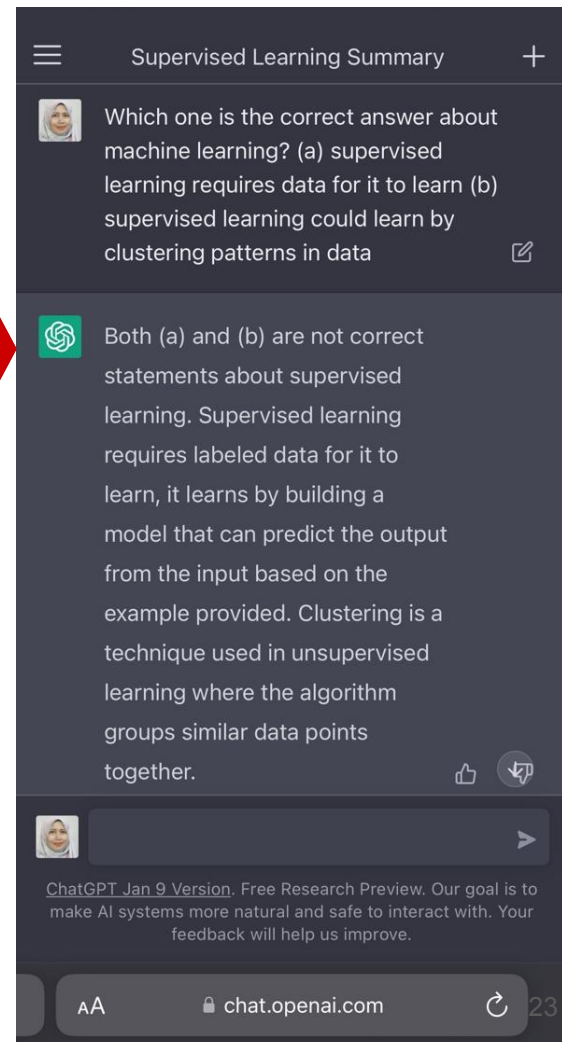 Supervised Learning Summary
Which one is the correct answer about
machine learning? (a) supervised
learning requires data for it to learn (b)
supervised learning could learn by
clustering patterns in data
Both (a) and (b) are not correct
statements about supervised
learning. Supervised learning
requires labeled data for it to
learn, it learns by building a
model that can predict the output
from the input based on the
example provided. Clustering is a
technique used in unsupervised
learning where the algorithm
groups similar data points
together.
ChatGPT Jan 9 Version. Free Research Preview. Our goal is to
make AI systems more natural and safe to interact with. Your
feedback will help us improve.
AA chat.openai.com 23